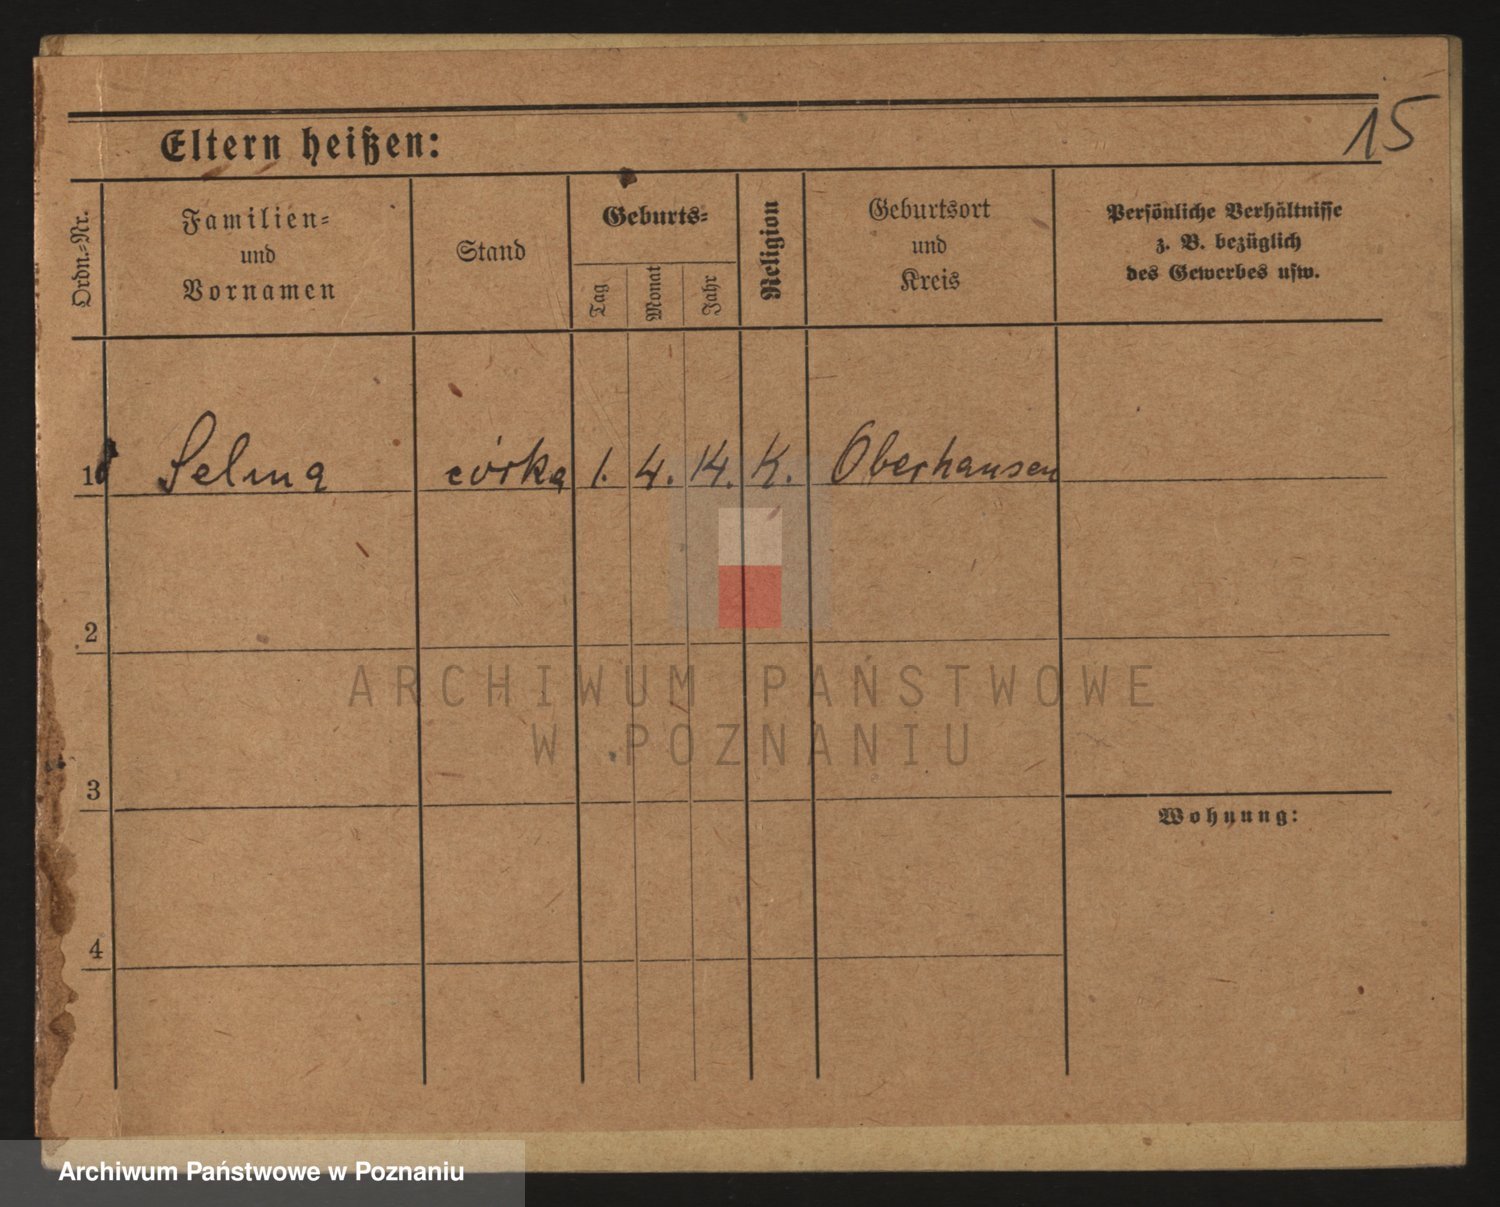 15
Eltern heißen:
Ordn.-Nr.
Familien-
und
Vornamen
Stand
Geburts-
Tag
Monat
Jahr
Religion
Geburtsort
und
Kreis
Persönliche Verhältnisse
z. B. bezüglich
des Gewerbes usw.
1 Selma córka 1. 4. 14. K. Oberhausen
2
3
Wohnung:
4
ARCHIWUM PAŃSTWOWE
W POZNANIU
Archiwum Państwowe w Poznaniu